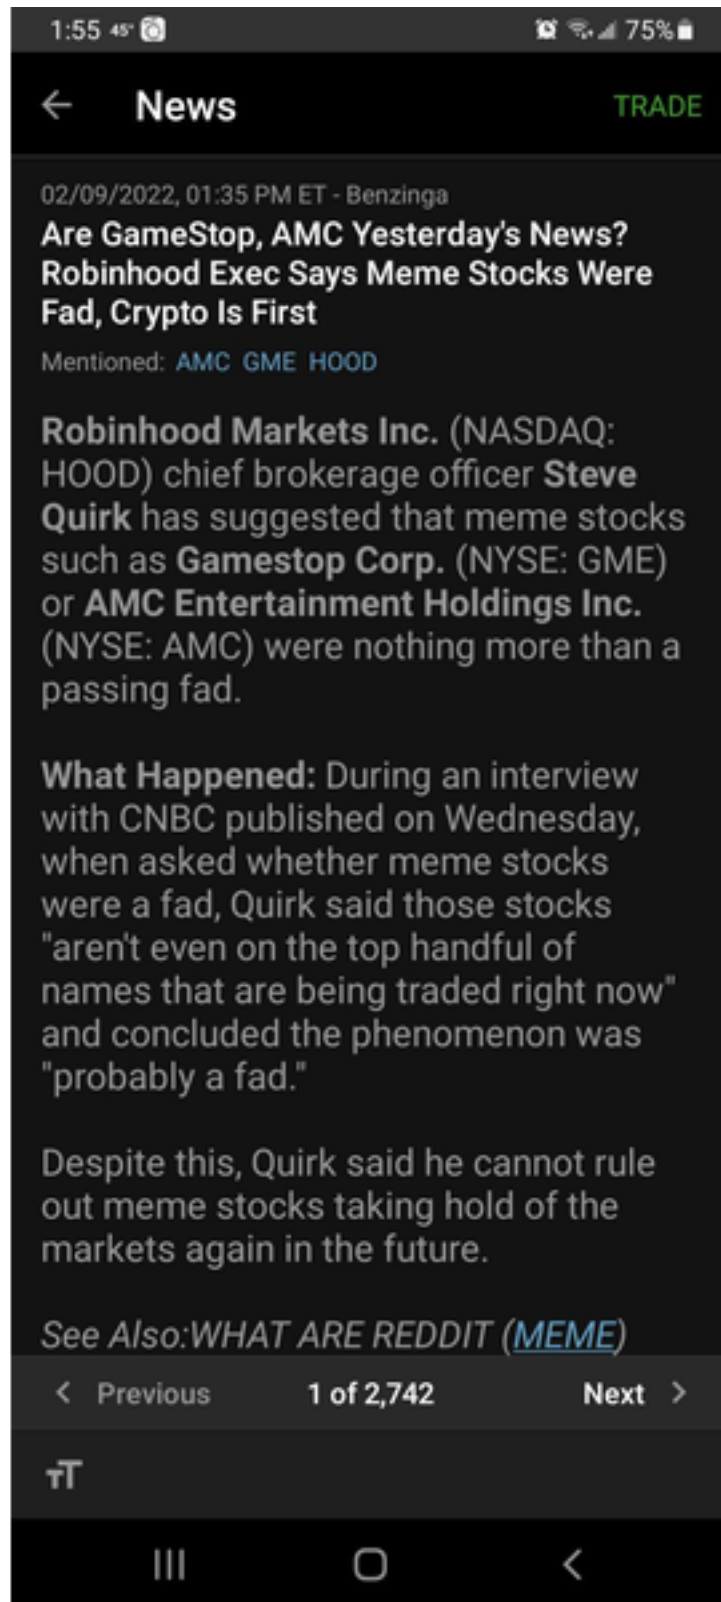 1:55 45° 75%
News TRADE
02/09/2022, 01:35 PM ET - Benzinga
Are GameStop, AMC Yesterday's News?
Robinhood Exec Says Meme Stocks Were
Fad, Crypto Is First
Mentioned: AMC GME HOOD
Robinhood Markets Inc. (NASDAQ:
HOOD) chief brokerage officer Steve
Quirk has suggested that meme stocks
such as Gamestop Corp. (NYSE: GME)
or AMC Entertainment Holdings Inc.
(NYSE: AMC) were nothing more than a
passing fad.
What Happened: During an interview
with CNBC published on Wednesday,
when asked whether meme stocks
were a fad, Quirk said those stocks
"aren't even on the top handful of
names that are being traded right now"
and concluded the phenomenon was
"probably a fad."
Despite this, Quirk said he cannot rule
out meme stocks taking hold of the
markets again in the future.
See Also:WHAT ARE REDDIT (MEME)
< Previous 1 of 2,742 Next >
TT